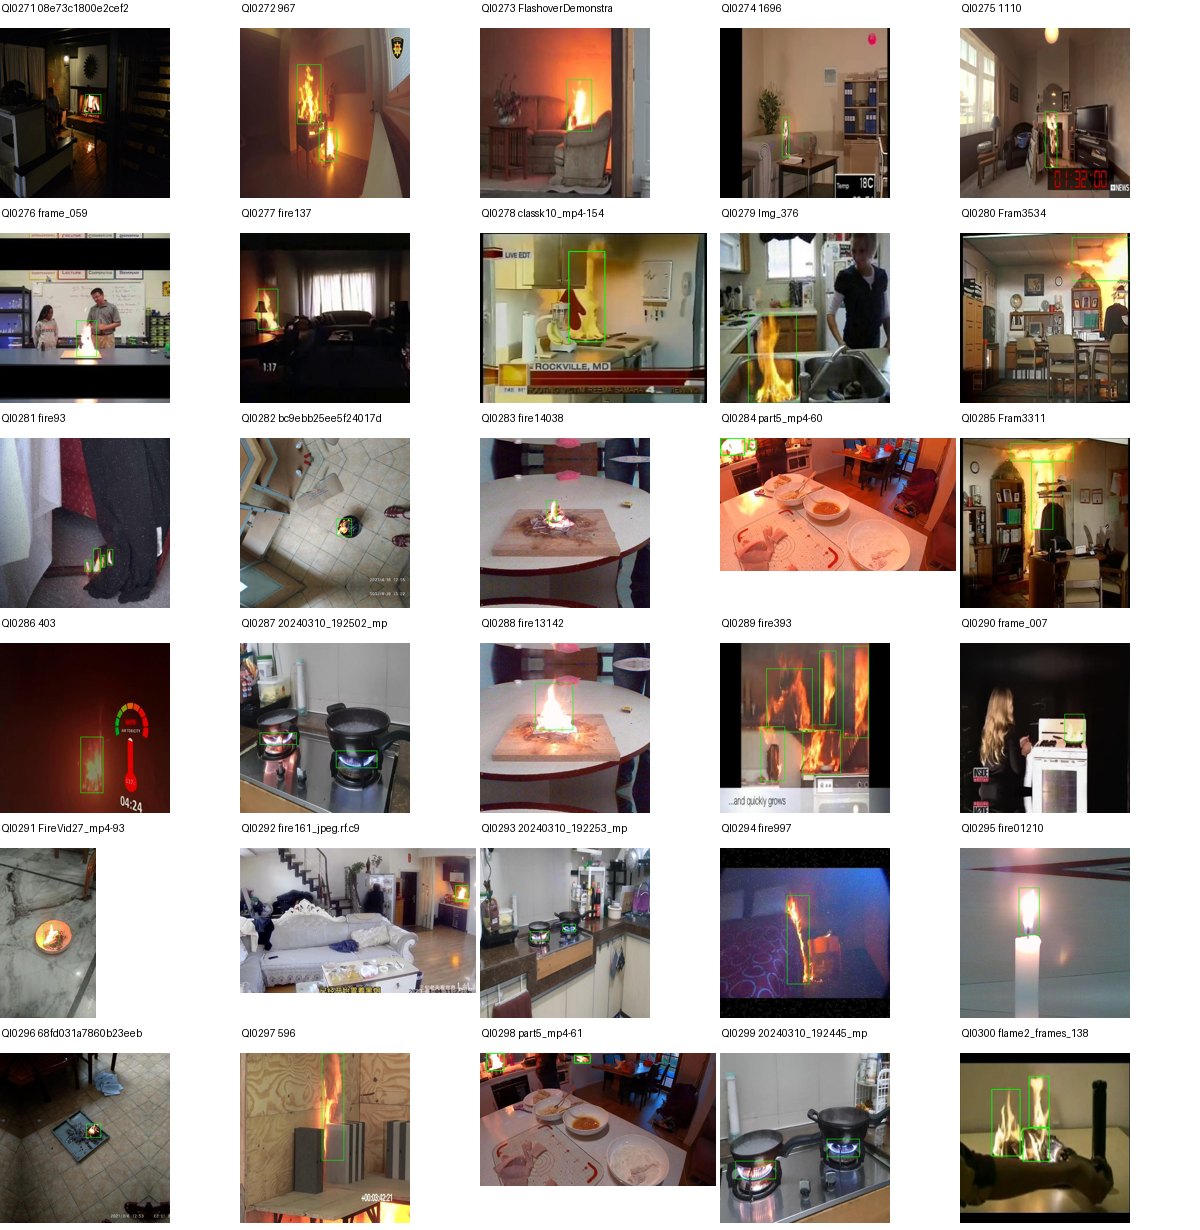 QI0271 08e73c1800e2cef2
QI0272 967
QI0273 FlashoverDemonstra
QI0274 1696
QI0275 1110
Temp 18C
01:32:00
NEWS
QI0276 frame_059
QI0277 fire137
QI0278 classk10_mp4-154
QI0279 Img_376
QI0280 Fram3534
1:17
LIVE EDT
ROCKVILLE, MD
QI0281 fire93
QI0282 bc9ebb25ee5f24017d
QI0283 fire14038
QI0284 part5_mp4-60
QI0285 Fram3311
QI0286 403
QI0287 20240310_192502_mp
QI0288 fire13142
QI0289 fire393
QI0290 frame_007
04:24
...and quickly grows
INSIDE
QI0291 FireVid27_mp4-93
QI0292 fire161_jpeg.rf.c9
QI0293 20240310_192253_mp
QI0294 fire997
QI0295 fire01210
QI0296 68fd031a7860b23eeb
QI0297 596
QI0298 part5_mp4-61
QI0299 20240310_192445_mp
QI0300 flame2_frames_138
+00:03:42:21